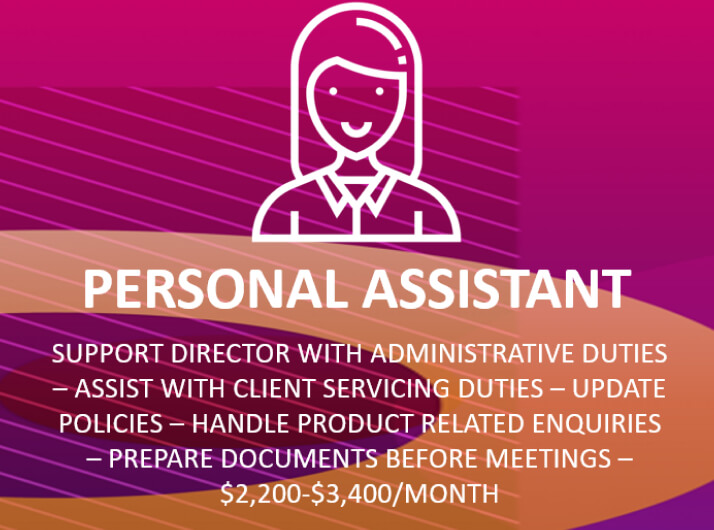 PERSONAL ASSISTANT
SUPPORT DIRECTOR WITH ADMINISTRATIVE DUTIES
– ASSIST WITH CLIENT SERVICING DUTIES – UPDATE
POLICIES – HANDLE PRODUCT RELATED ENQUIRIES
– PREPARE DOCUMENTS BEFORE MEETINGS –
$2,200-$3,400/MONTH